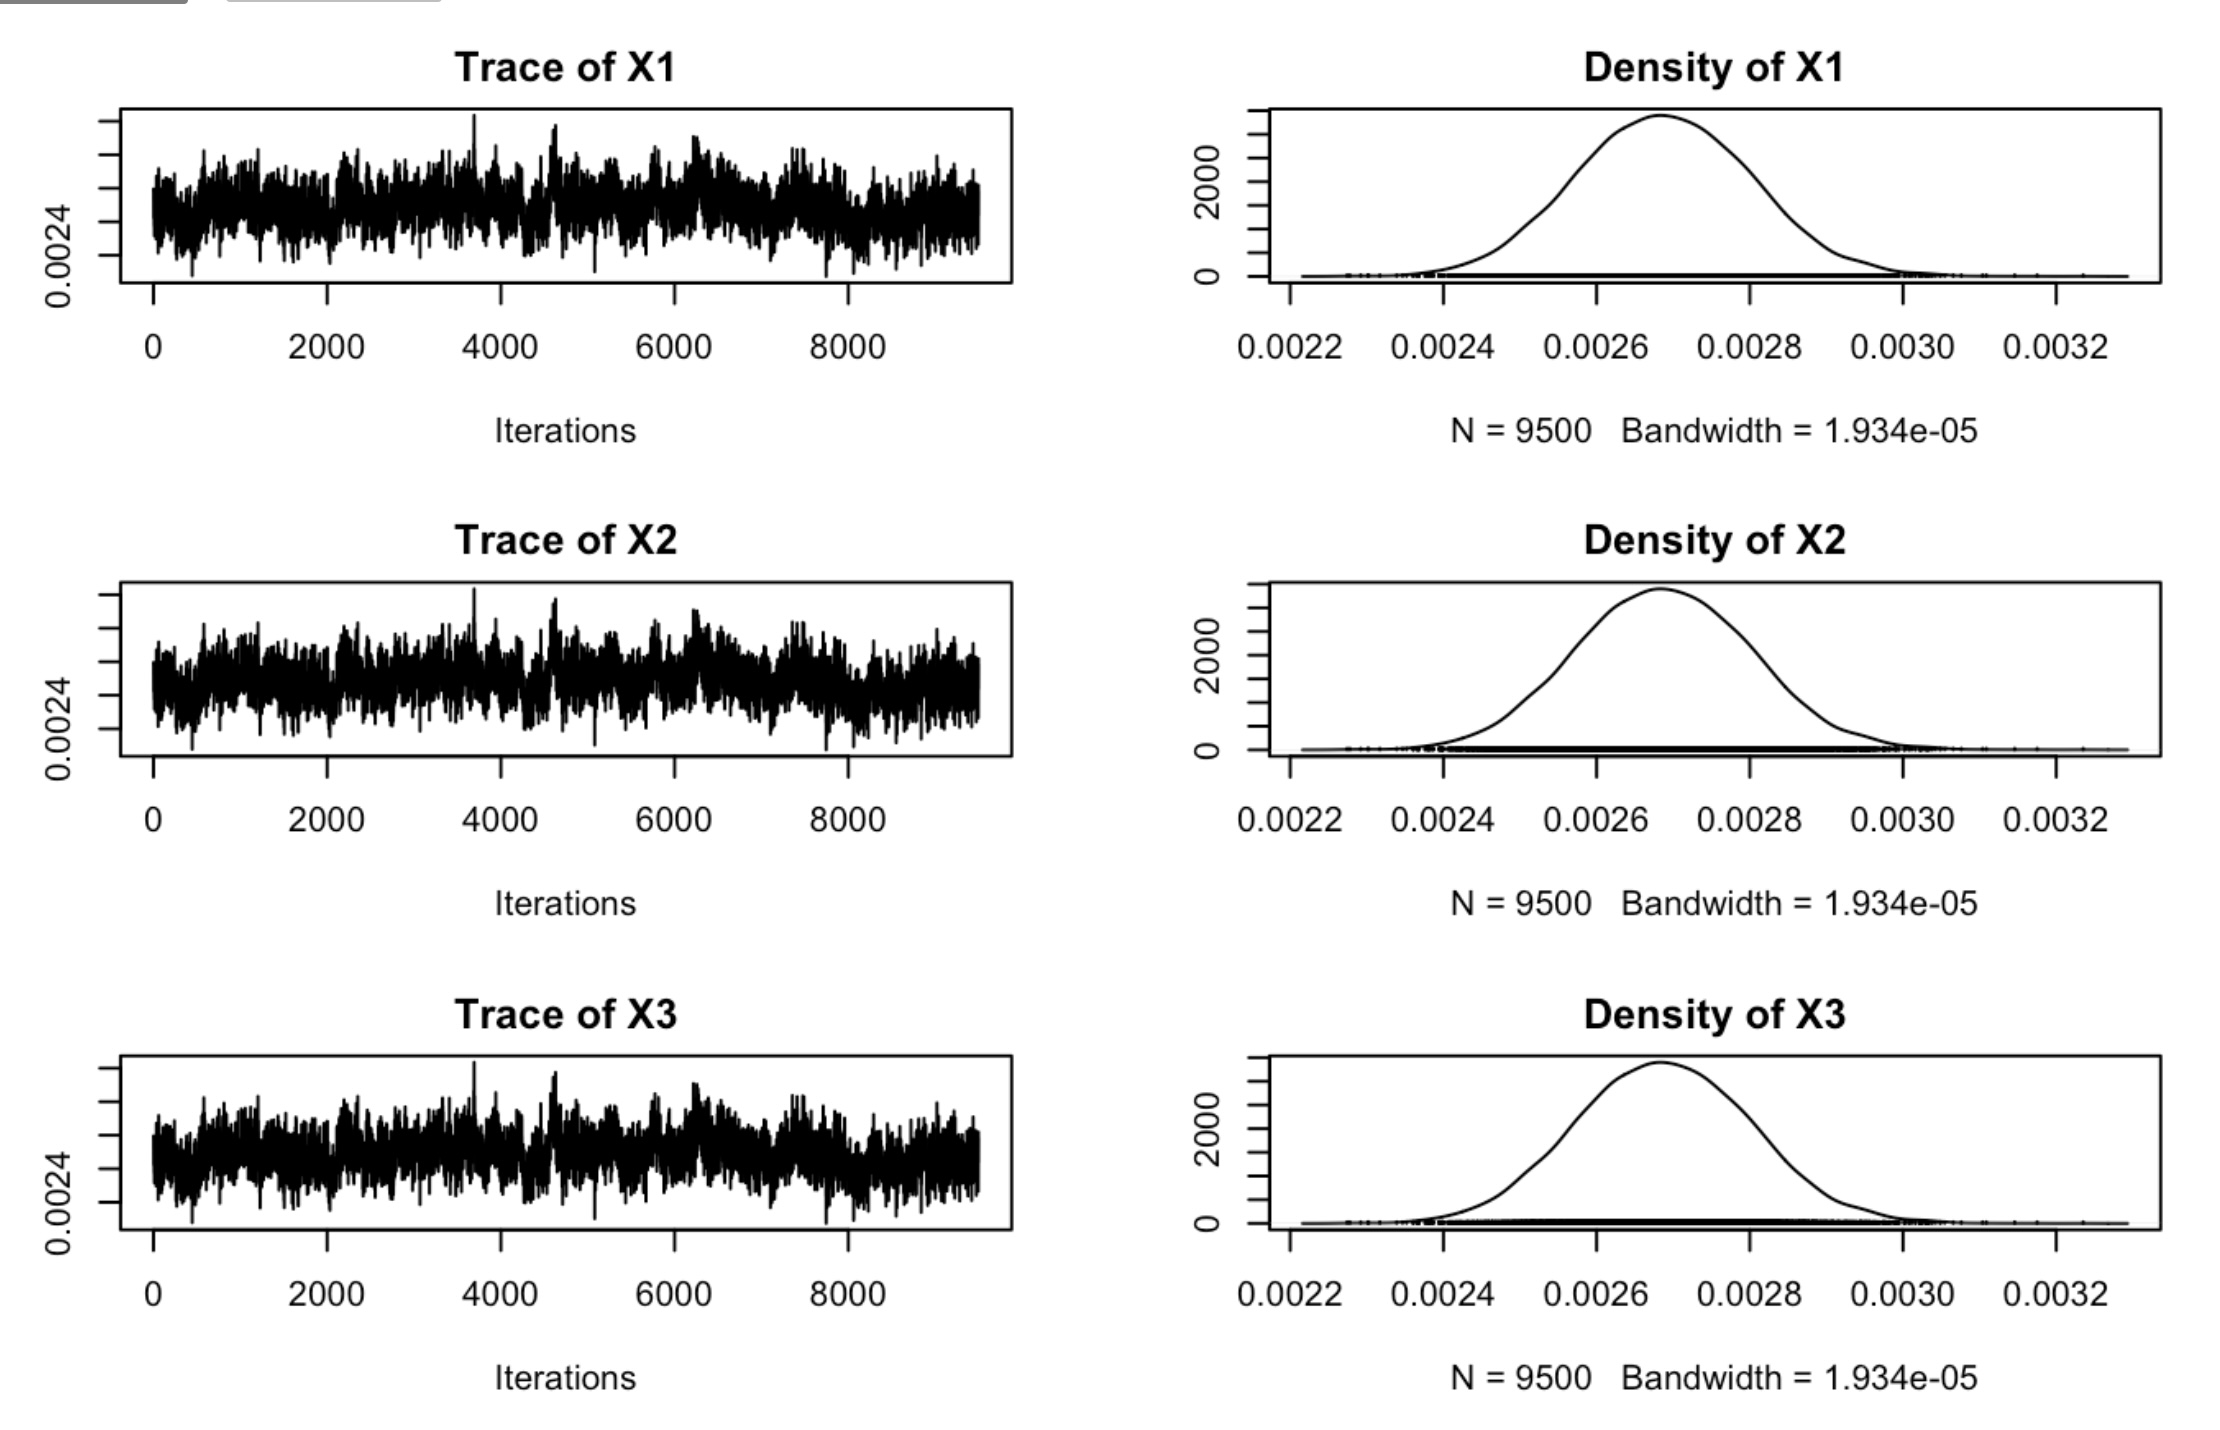 Trace of X1
Density of X1
0.0024
0 2000 4000 6000 8000
Iterations
0 2000
0.0022 0.0024 0.0026 0.0028 0.0030 0.0032
N = 9500 Bandwidth = 1.934e-05
Trace of X2
Density of X2
0.0024
0 2000 4000 6000 8000
Iterations
0 2000
0.0022 0.0024 0.0026 0.0028 0.0030 0.0032
N = 9500 Bandwidth = 1.934e-05
Trace of X3
Density of X3
0.0024
0 2000 4000 6000 8000
Iterations
0 2000
0.0022 0.0024 0.0026 0.0028 0.0030 0.0032
N = 9500 Bandwidth = 1.934e-05